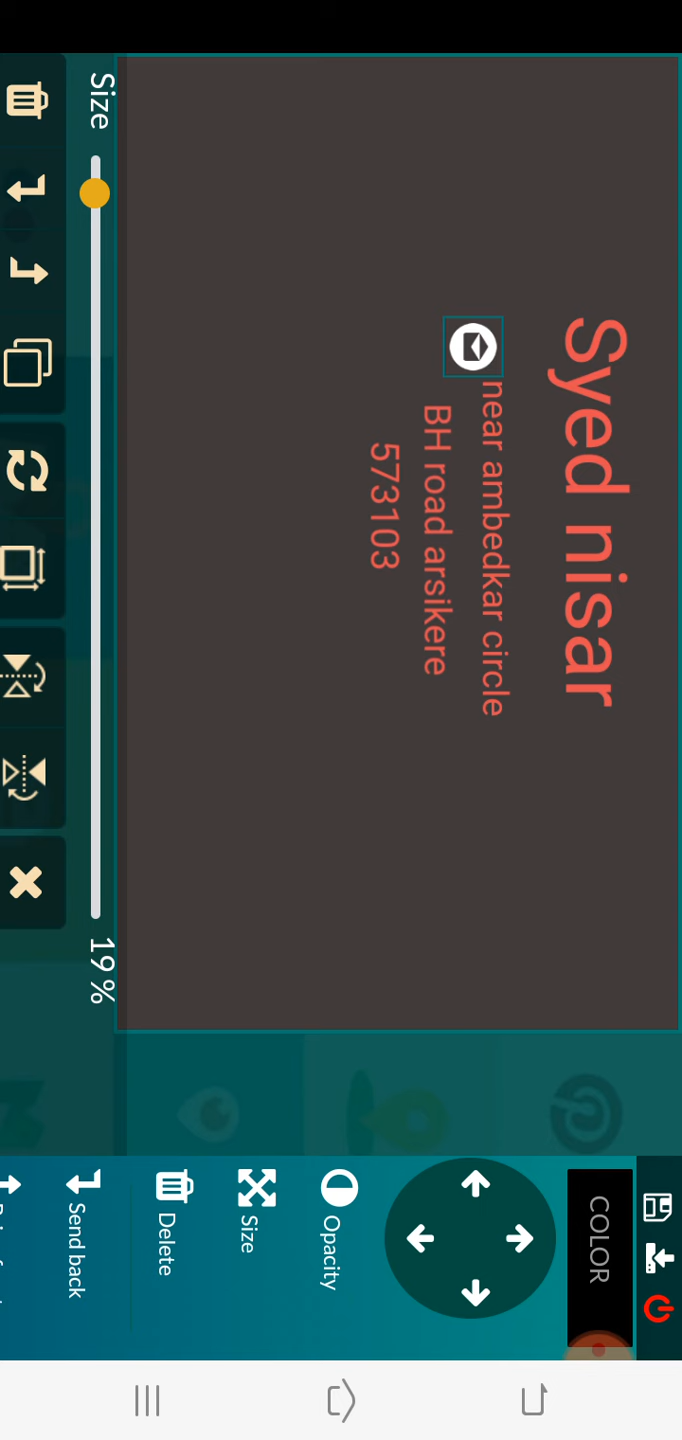 Size
19 %
Syed nisar
near ambedkar circle
BH road arsikere
573103
COLOR
Opacity
Size
Delete
Send back